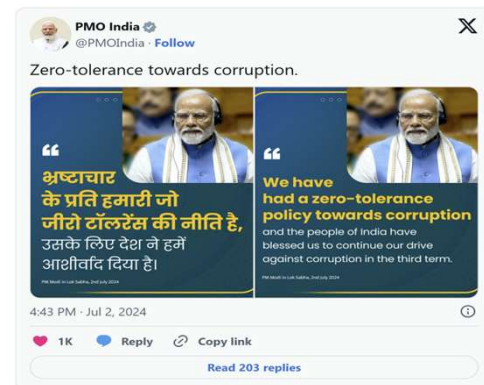 PMO India
@PMOIndia · Follow
Zero-tolerance towards corruption.
“
भ्रष्टाचार
के प्रति हमारी जो
जीरो टॉलरेंस की नीति है,
उसके लिए देश ने हमें
आशीर्वाद दिया है।
PM Modi in Lok Sabha, 2nd July 2024
“
We have
had a zero-tolerance
policy towards corruption
and the people of India have
blessed us to continue our drive
against corruption in the third term.
PM Modi in Lok Sabha, 2nd July 2024
4:43 PM · Jul 2, 2024
1K Reply Copy link
Read 203 replies